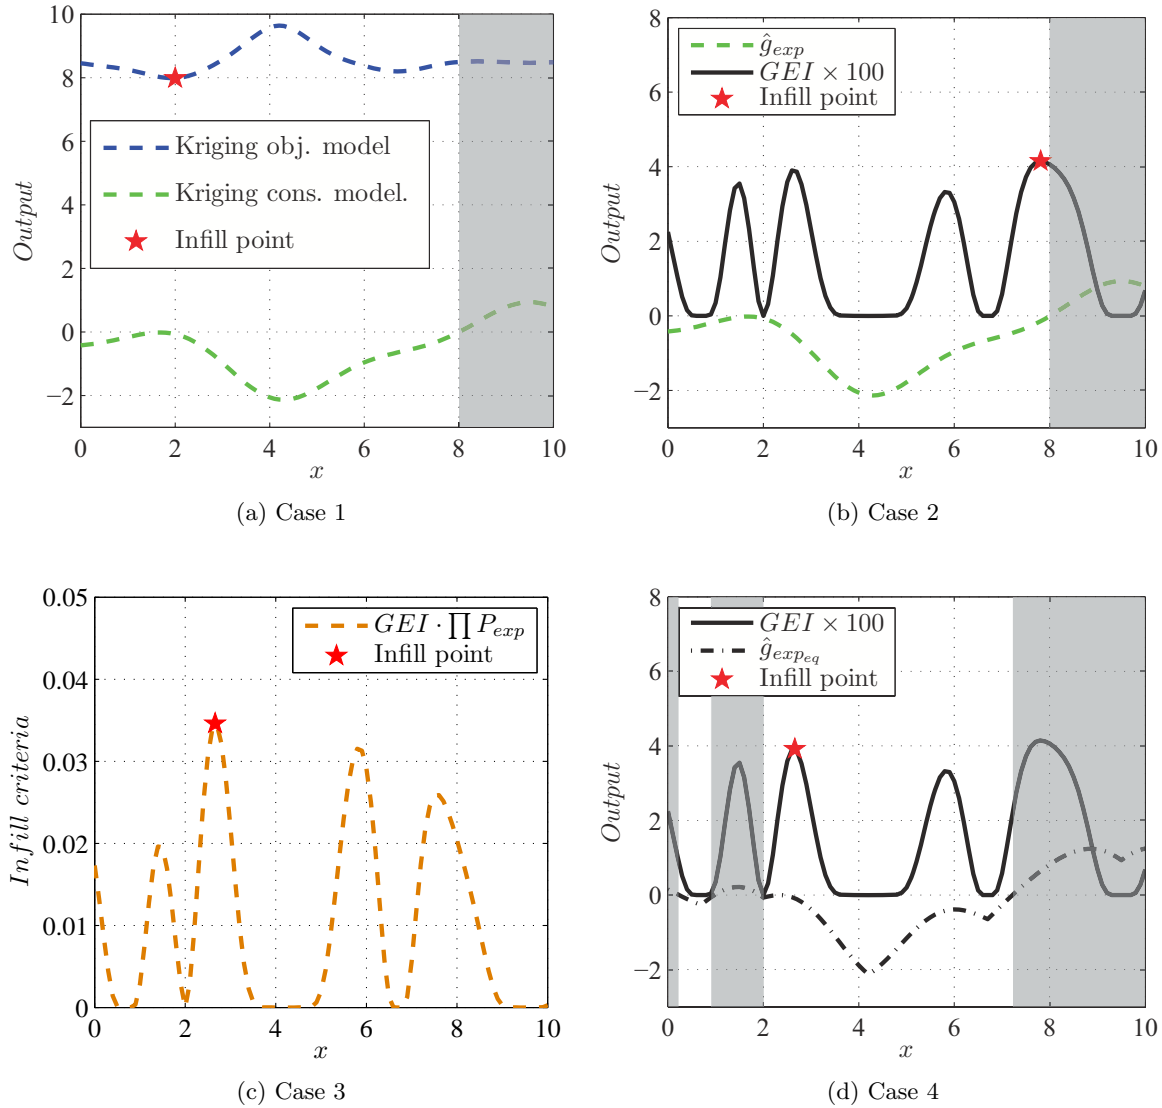 10
8
6
4
2
0
−2
Output
Kriging obj. model
Kriging cons. model.
Infill point
0 2 4 6 8 10
x
(a) Case 1
8
6
4
2
0
−2
Output
ĝ_exp
GEI × 100
Infill point
0 2 4 6 8 10
x
(b) Case 2
0.05
0.04
0.03
0.02
0.01
0
Infill criteria
GEI · ∏ P_exp
Infill point
0 2 4 6 8 10
x
(c) Case 3
8
6
4
2
0
−2
Output
GEI × 100
ĝ_exp_eq
Infill point
0 2 4 6 8 10
x
(d) Case 4